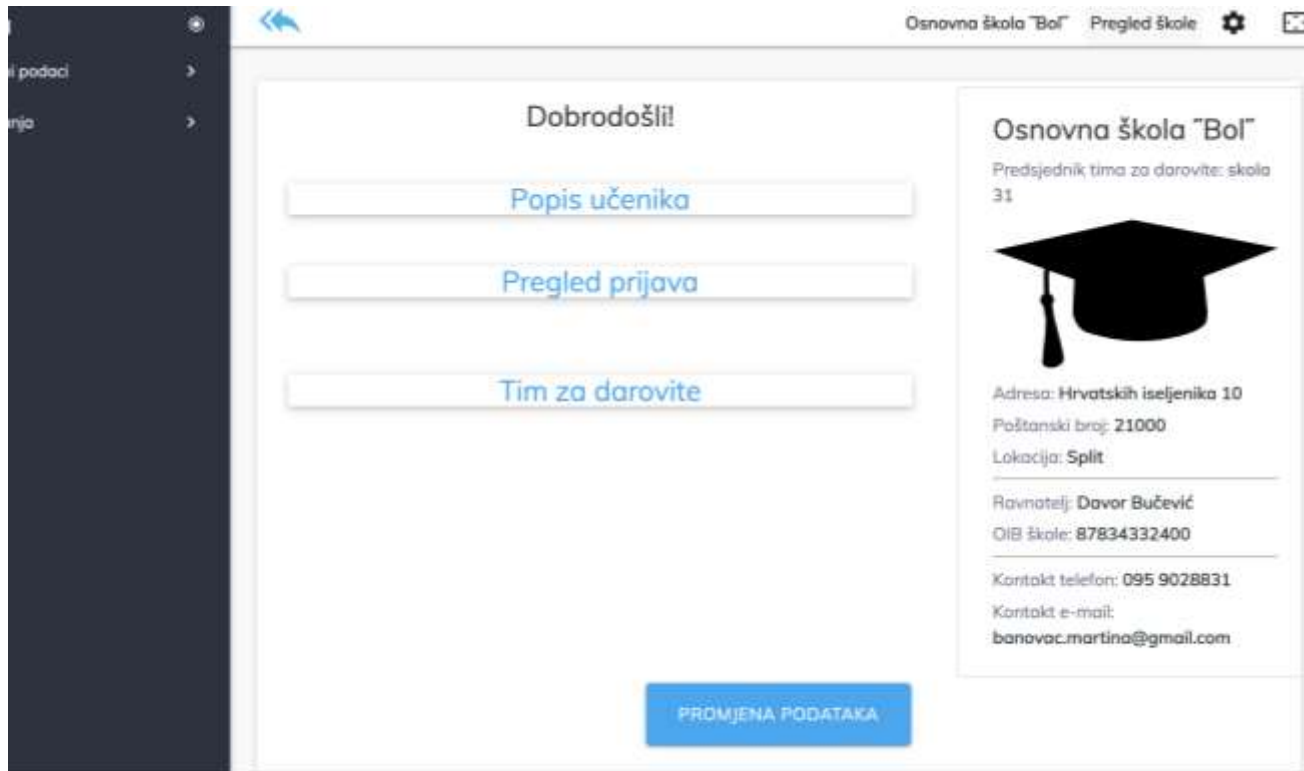 i podaci
nja
Osnovna škola ˝Bol˝ Pregled škole
Dobrodošli!
Popis učenika
Pregled prijava
Tim za darovite
PROMJENA PODATAKA
Osnovna škola ˝Bol˝
Predsjednik tima za darovite: skola
31
Adresa: Hrvatskih iseljenika 10
Poštanski broj: 21000
Lokacija: Split
Ravnatelj: Davor Bučević
OIB škole: 87834332400
Kontakt telefon: 095 9028831
Kontakt e-mail:
banovac.martina@gmail.com